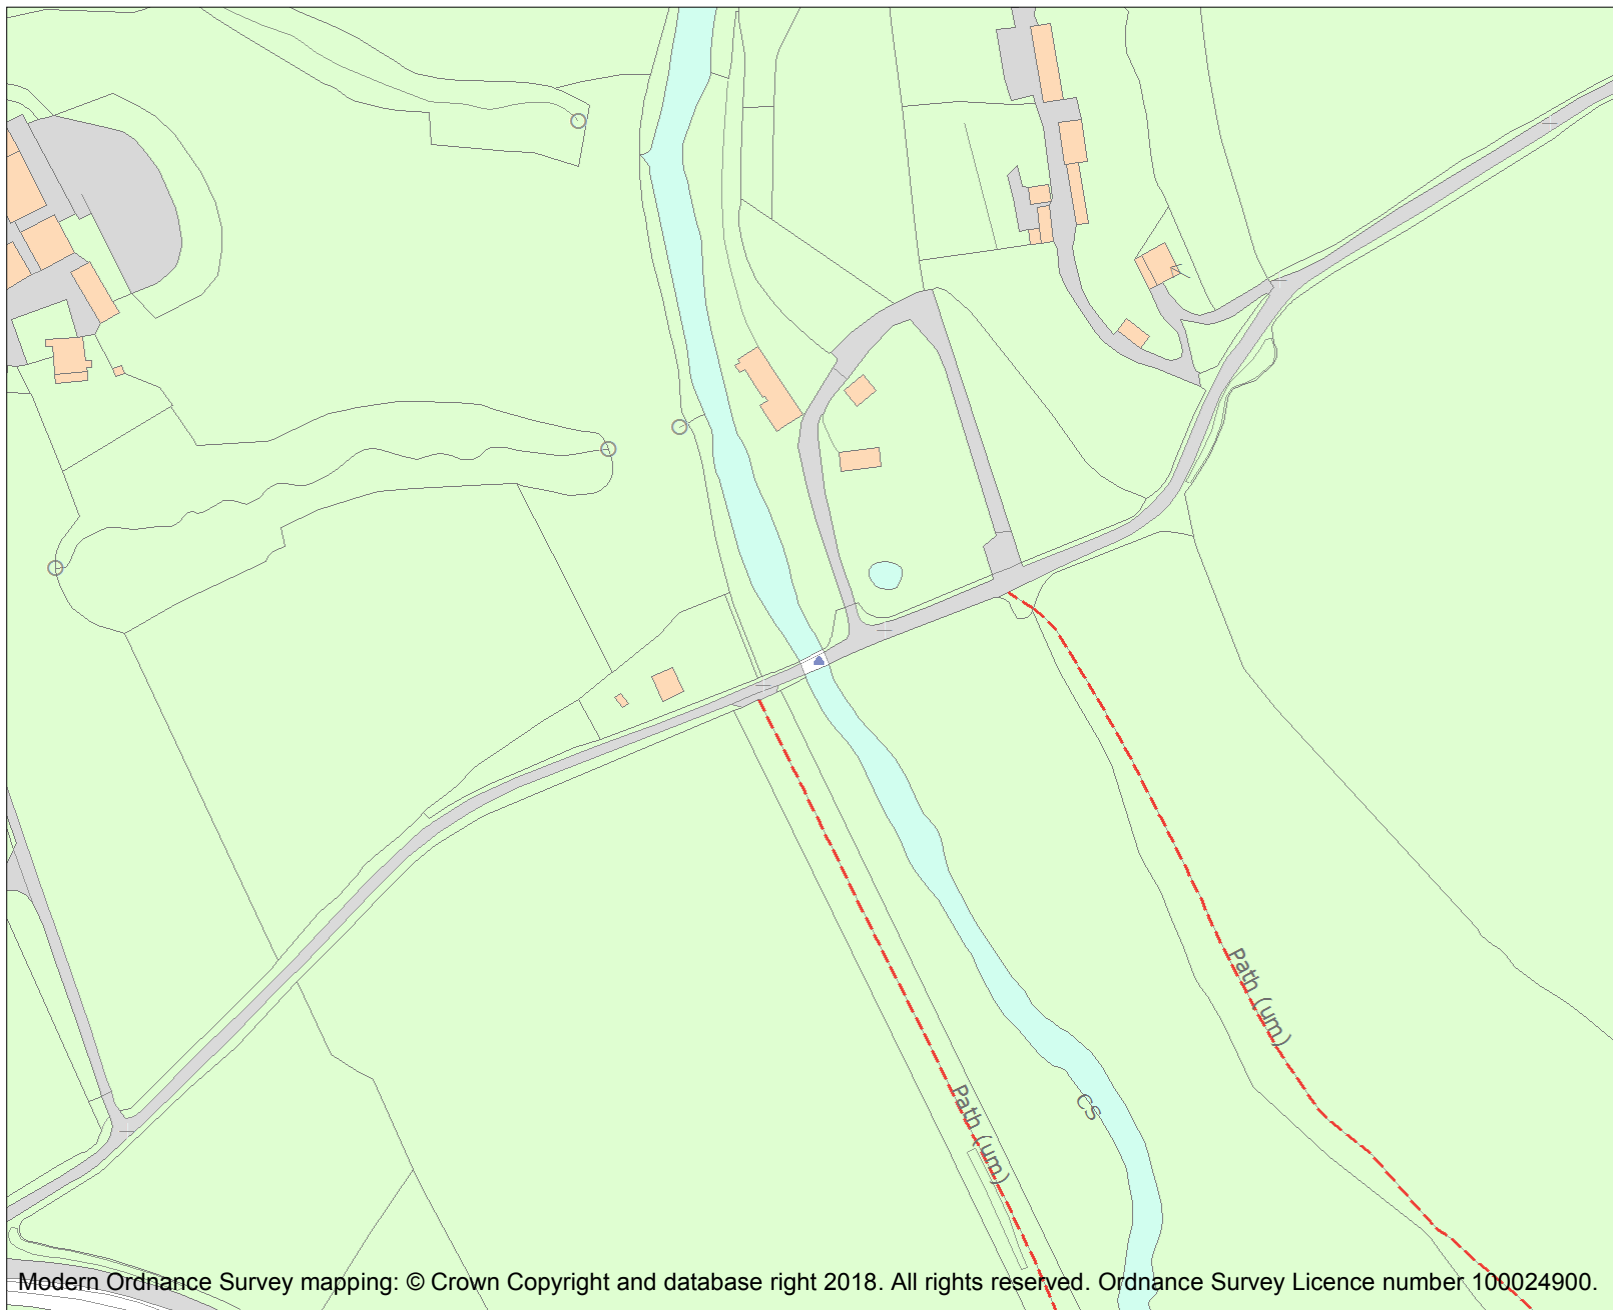 Path (um)
Path (um)
CS
Modern Ordnance Survey mapping: © Crown Copyright and database right 2018. All rights reserved. Ordnance Survey Licence number 100024900.